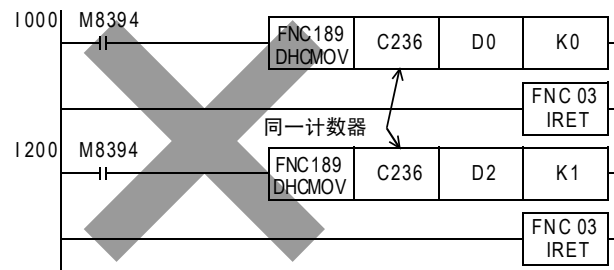 I000 M8394 FNC189 DHCMOV C236 D0 K0
FNC 03 IRET
同一计数器
I200 M8394 FNC189 DHCMOV C236 D2 K1
FNC 03 IRET